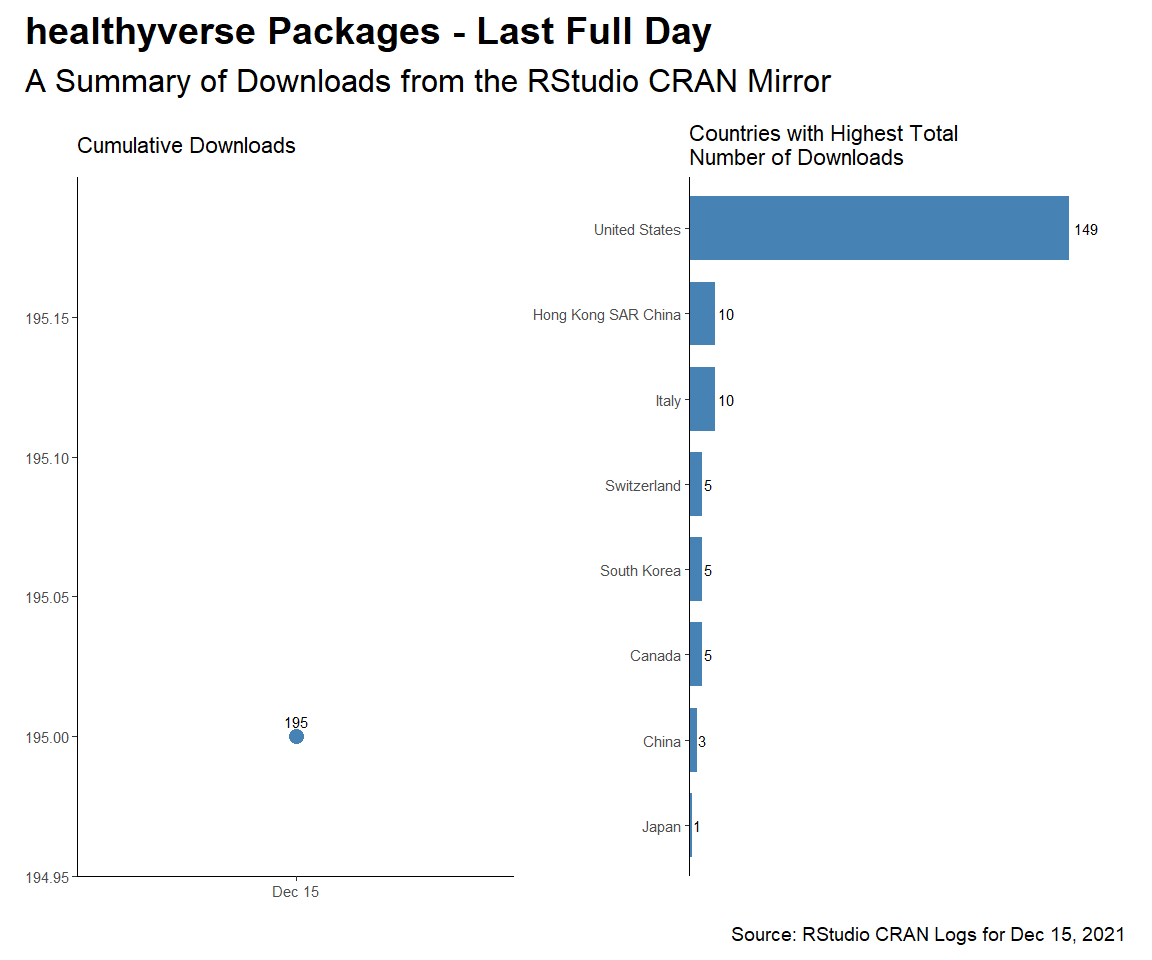 healthyverse Packages - Last Full Day
A Summary of Downloads from the RStudio CRAN Mirror
Cumulative Downloads
195.15
195.10
195.05
195.00
194.95
195
Dec 15
Countries with Highest Total
Number of Downloads
United States 149
Hong Kong SAR China 10
Italy 10
Switzerland 5
South Korea 5
Canada 5
China 3
Japan 1
Source: RStudio CRAN Logs for Dec 15, 2021